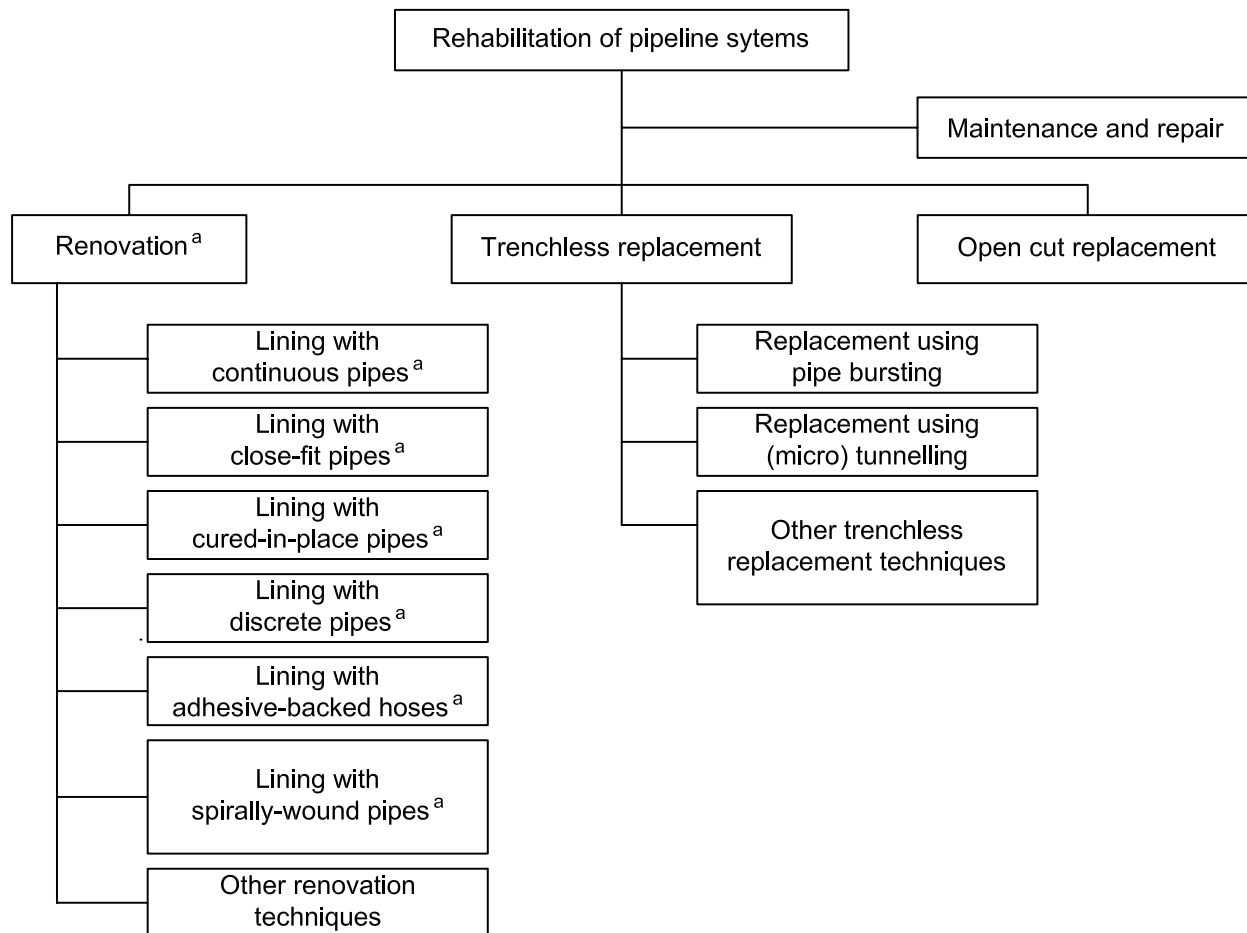 Rehabilitation of pipeline sytems
Maintenance and repair
Renovation a
Trenchless replacement
Open cut replacement
Lining with
continuous pipes a
Lining with
close-fit pipes a
Lining with
cured-in-place pipes a
Lining with
discrete pipes a
Lining with
adhesive-backed hoses a
Lining with
spirally-wound pipes a
Other renovation
techniques
Replacement using
pipe bursting
Replacement using
(micro) tunnelling
Other trenchless
replacement techniques